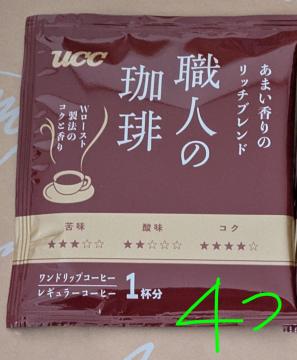 ucc
職人の
珈琲
あまい香りの
リッチブレンド
Wロースト
製法の
コクと香り
苦味 酸味 コク
★★★☆☆ ★★☆☆☆ ★★★★☆
ワンドリップコーヒー
レギュラーコーヒー 1杯分
4つ